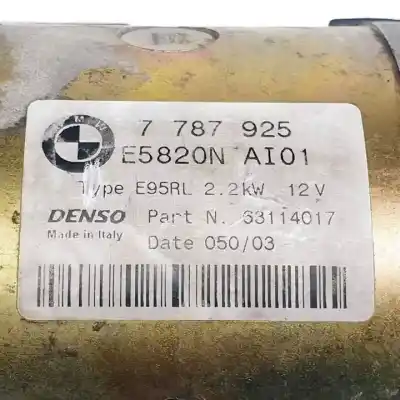 BMW
7 787 925
E5820N AI01
Type E95RL 2.2kW 12V
DENSO Part N. 63114017
Made in Italy
Date 050/03